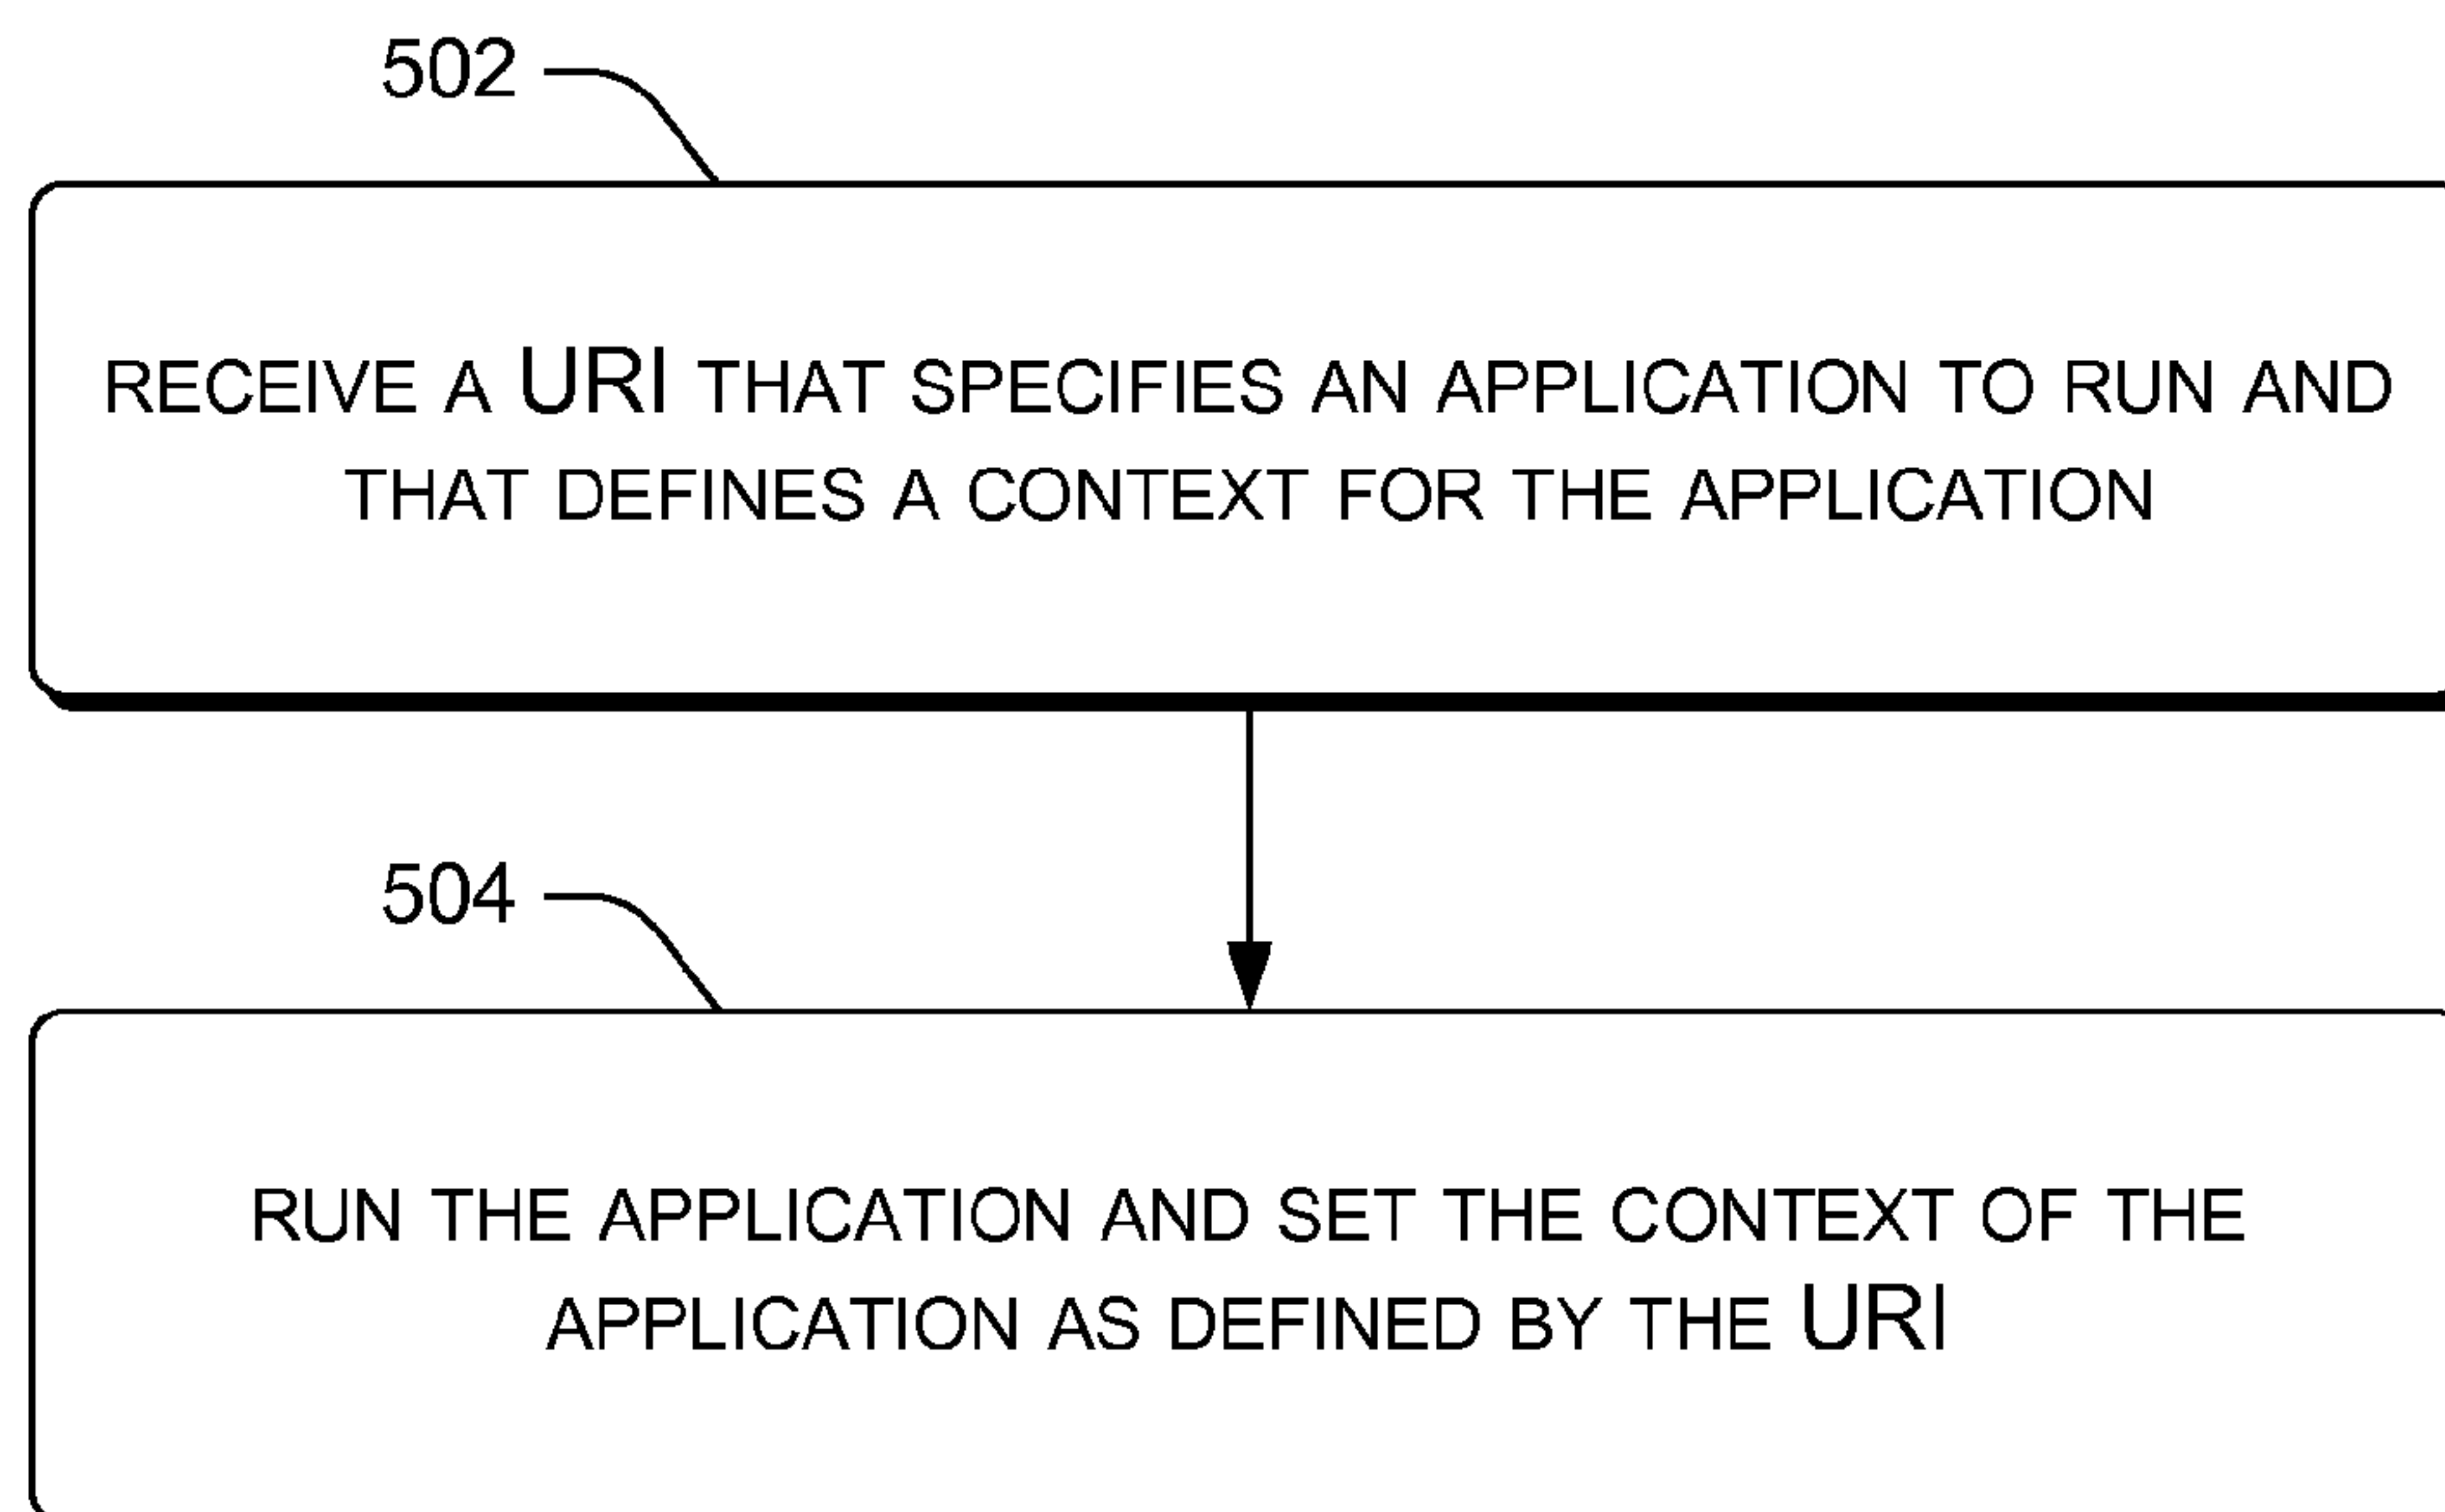 502
RECEIVE A URI THAT SPECIFIES AN APPLICATION TO RUN AND
THAT DEFINES A CONTEXT FOR THE APPLICATION
504
RUN THE APPLICATION AND SET THE CONTEXT OF THE
APPLICATION AS DEFINED BY THE URI